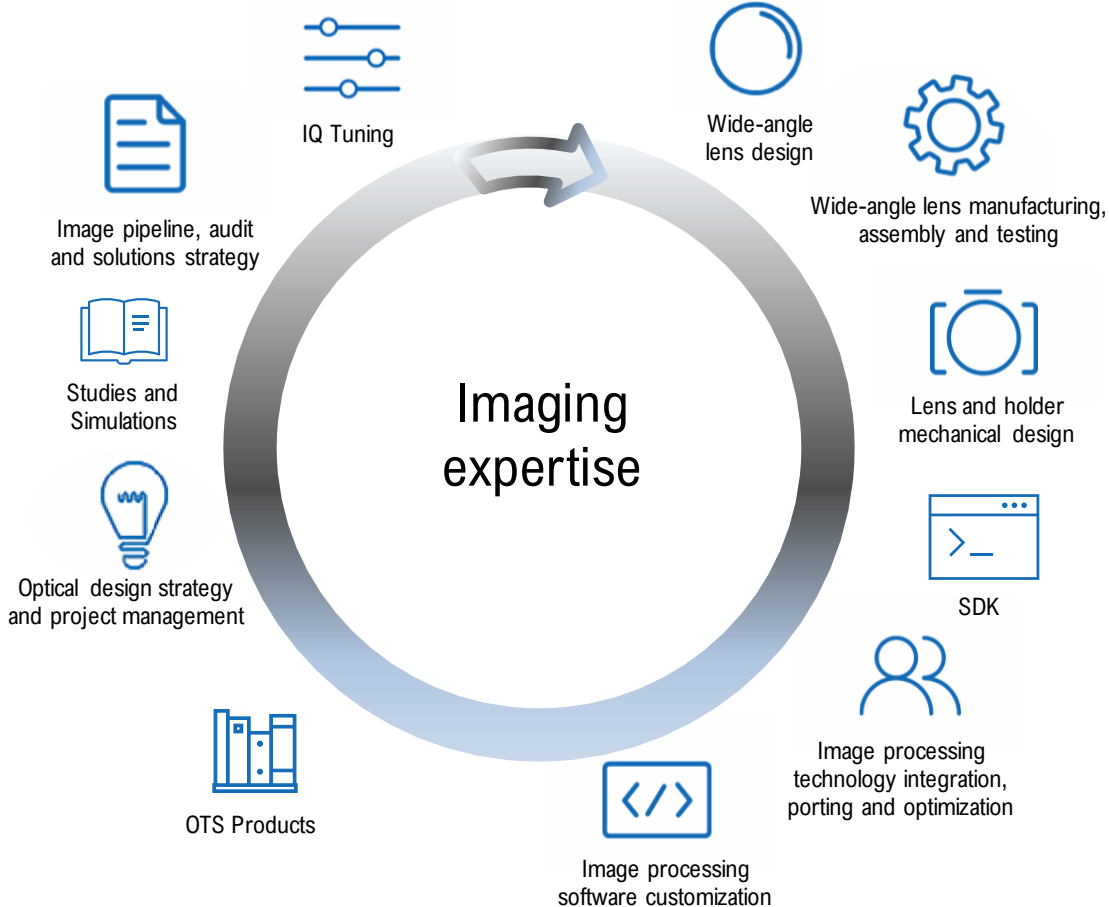 IQ Tuning
Wide-angle
lens design
Wide-angle lens manufacturing,
assembly and testing
Lens and holder
mechanical design
SDK
Image processing
technology integration,
porting and optimization
Image processing
software customization
OTS Products
Optical design strategy
and project management
Studies and
Simulations
Image pipeline, audit
and solutions strategy
Imaging
expertise